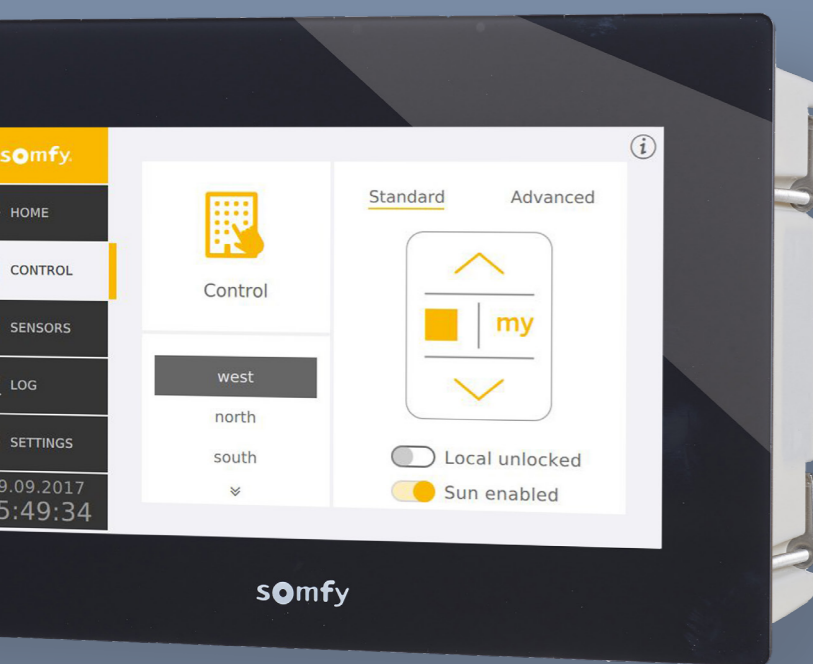 somfy.
HOME
CONTROL
SENSORS
LOG
SETTINGS
9.09.2017
5:49:34
Control
west
north
south
Standard
Advanced
my
Local unlocked
Sun enabled
i
somfy